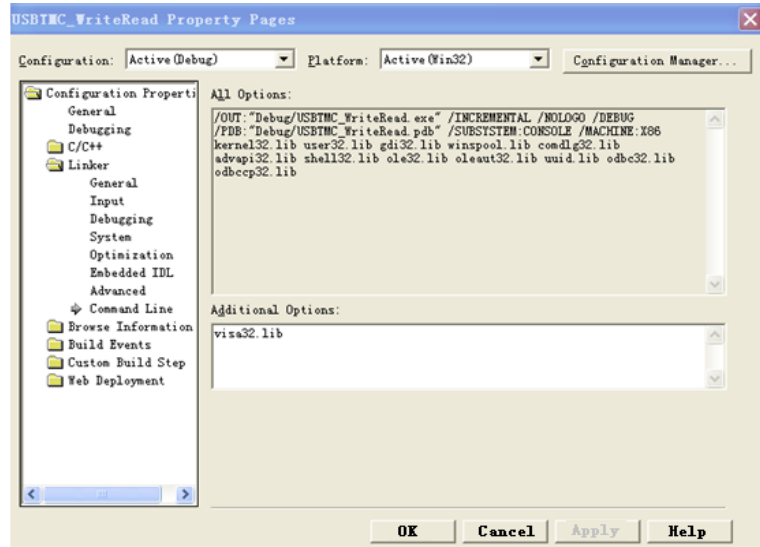 USBTMC_WriteRead Property Pages
Configuration: Active(Debug) Platform: Active(Win32) Configuration Manager...
Configuration Properti
General
Debugging
C/C++
Linker
General
Input
Debugging
System
Optimization
Embedded IDL
Advanced
Command Line
Browse Information
Build Events
Custom Build Step
Web Deployment
All Options:
/OUT:"Debug/USBTMC_WriteRead.exe" /INCREMENTAL /NOLOGO /DEBUG
/PDB:"Debug/USBTMC_WriteRead.pdb" /SUBSYSTEM:CONSOLE /MACHINE:X86
kernel32.lib user32.lib gdi32.lib winspool.lib comdlg32.lib
advapi32.lib shell32.lib ole32.lib oleaut32.lib uuid.lib odbc32.lib
odbccp32.lib
Additional Options:
visa32.lib
OK Cancel Apply Help